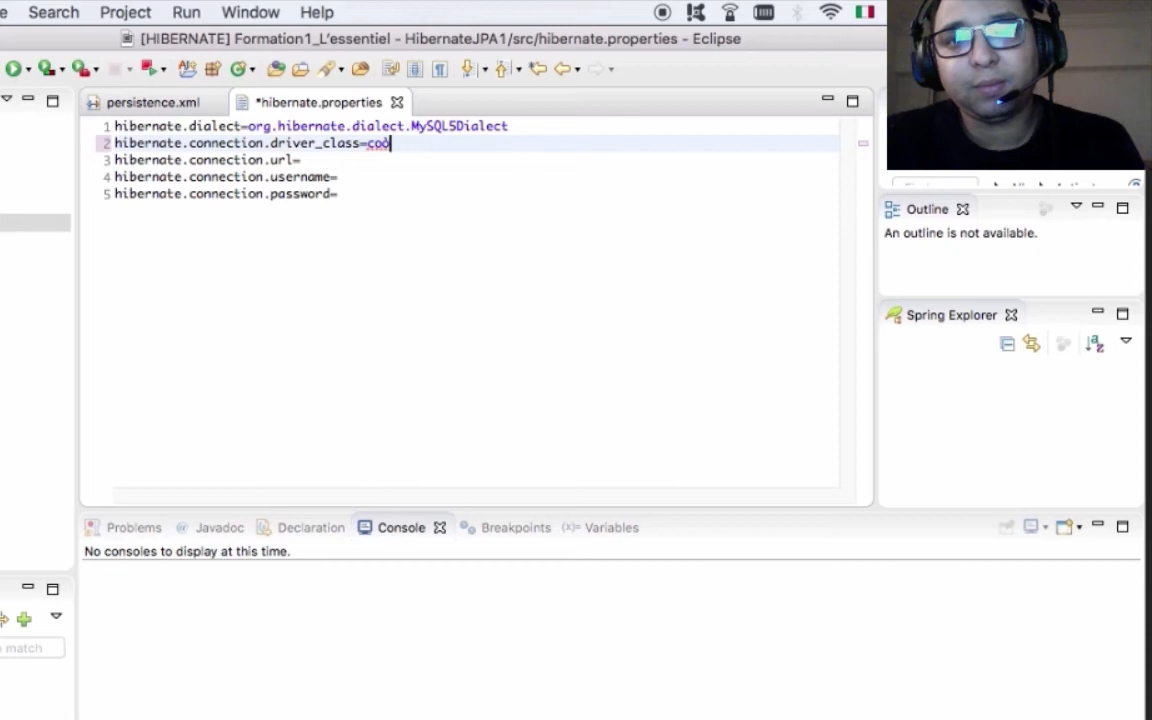 e Search Project Run Window Help
[HIBERNATE] Formation1_L'essentiel - HibernateJPA1/src/hibernate.properties - Eclipse
persistence.xml *hibernate.properties
1 hibernate.dialect=org.hibernate.dialect.MySQL5Dialect
2 hibernate.connection.driver_class=coò
3 hibernate.connection.url=
4 hibernate.connection.username=
5 hibernate.connection.password=
Outline
An outline is not available.
Spring Explorer
Problems @ Javadoc Declaration Console Breakpoints (x)= Variables
No consoles to display at this time.
match